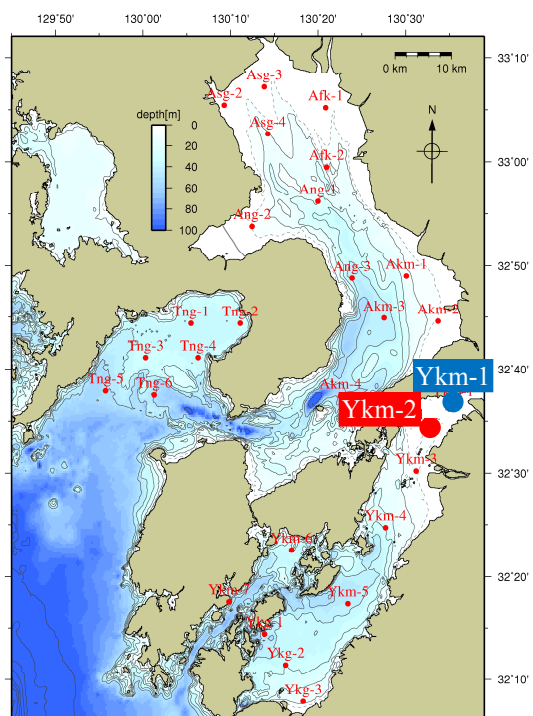 129°50' 130°00' 130°10' 130°20' 130°30'
33°10'
33°00'
32°50'
32°40'
32°30'
32°20'
32°10'
0 km 10 km
N
depth[m]
0
20
40
60
80
100
Asg-3
Asg-2
Afk-1
Asg-4
Afk-2
Ang-1
Ang-2
Ang-3
Akm-1
Akm-3
Akm-2
Tng-1
Tng-2
Tng-3
Tng-4
Tng-5
Tng-6
Akm-4
Ykm-1
Ykm-2
Ykm-3
Ykm-4
Ykm-6
Ykm-7
Ykm-5
Ykg-1
Ykg-2
Ykg-3